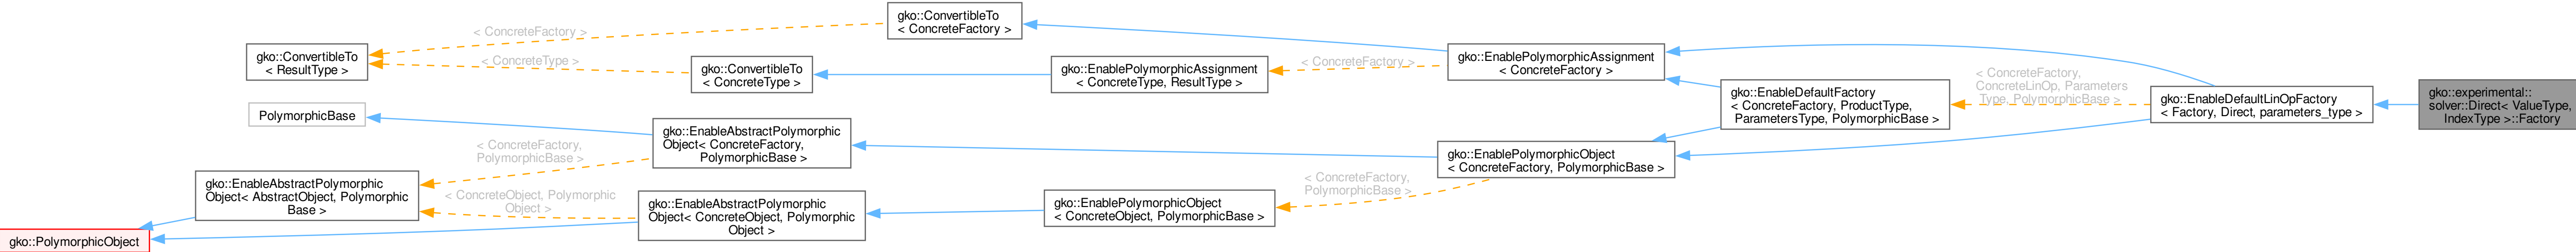 gko::ConvertibleTo
< ConcreteFactory >
< ConcreteFactory >
gko::ConvertibleTo
< ResultType >
< ConcreteType >
gko::ConvertibleTo
< ConcreteType >
gko::EnablePolymorphicAssignment
< ConcreteType, ResultType >
< ConcreteFactory >
gko::EnablePolymorphicAssignment
< ConcreteFactory >
gko::EnableDefaultFactory
< ConcreteFactory, ProductType,
ParametersType, PolymorphicBase >
< ConcreteFactory,
ConcreteLinOp, Parameters
Type, PolymorphicBase >
gko::EnableDefaultLinOpFactory
< Factory, Direct, parameters_type >
gko::experimental::
solver::Direct< ValueType,
IndexType >::Factory
PolymorphicBase
gko::EnableAbstractPolymorphic
Object< ConcreteFactory,
PolymorphicBase >
< ConcreteFactory,
PolymorphicBase >
gko::EnablePolymorphicObject
< ConcreteFactory, PolymorphicBase >
gko::EnableAbstractPolymorphic
Object< AbstractObject, Polymorphic
Base >
< ConcreteObject, Polymorphic
Object >
gko::EnableAbstractPolymorphic
Object< ConcreteObject, Polymorphic
Object >
gko::EnablePolymorphicObject
< ConcreteObject, PolymorphicBase >
< ConcreteFactory,
PolymorphicBase >
gko::PolymorphicObject